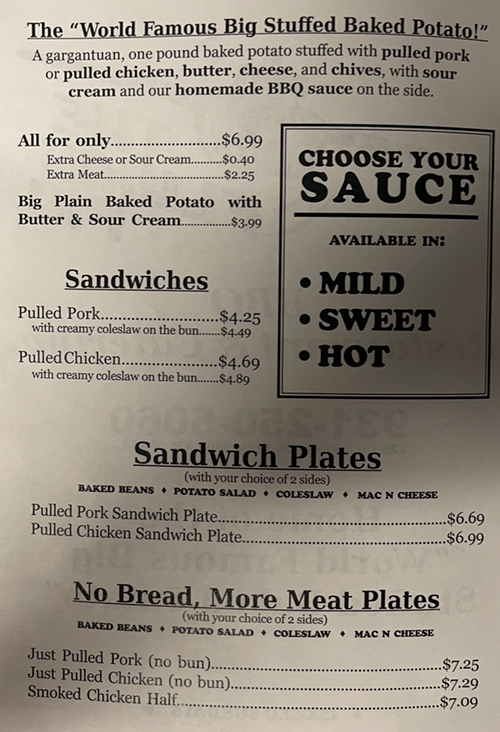 The "World Famous Big Stuffed Baked Potato!"
A gargantuan, one pound baked potato stuffed with pulled pork
or pulled chicken, butter, cheese, and chives, with sour
cream and our homemade BBQ sauce on the side.
All for only............................$6.99
Extra Cheese or Sour Cream..........$0.40
Extra Meat.......................................$2.25
Big Plain Baked Potato with
Butter & Sour Cream................$3.99
CHOOSE YOUR
SAUCE
AVAILABLE IN:
• MILD
• SWEET
• HOT
Sandwiches
Pulled Pork........................$4.25
with creamy coleslaw on the bun.......$4.49
Pulled Chicken....................$4.69
with creamy coleslaw on the bun.......$4.89
Sandwich Plates
(with your choice of 2 sides)
BAKED BEANS ♦ POTATO SALAD ♦ COLESLAW ♦ MAC N CHEESE
Pulled Pork Sandwich Plate..............................................$6.69
Pulled Chicken Sandwich Plate.........................................$6.99
No Bread, More Meat Plates
(with your choice of 2 sides)
BAKED BEANS ♦ POTATO SALAD ♦ COLESLAW ♦ MAC N CHEESE
Just Pulled Pork (no bun)..............................................$7.25
Just Pulled Chicken (no bun)..........................................$7.29
Smoked Chicken Half.....................................................$7.09